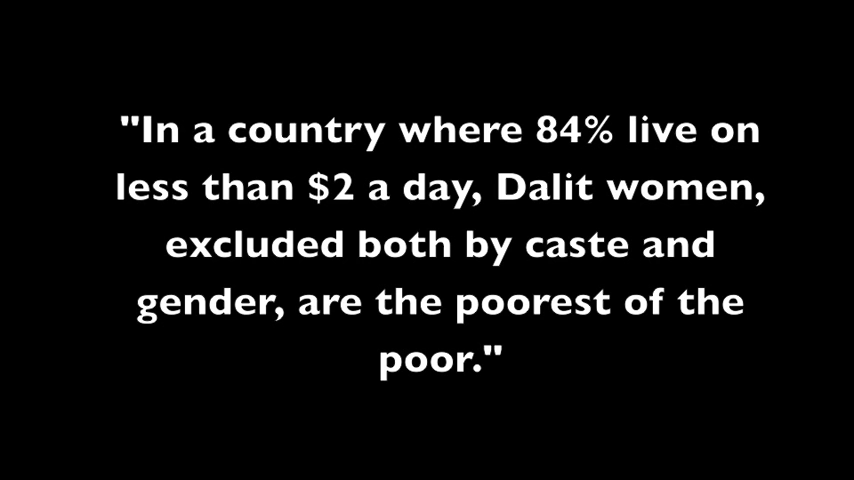 "In a country where 84% live on
less than $2 a day, Dalit women,
excluded both by caste and
gender, are the poorest of the
poor."